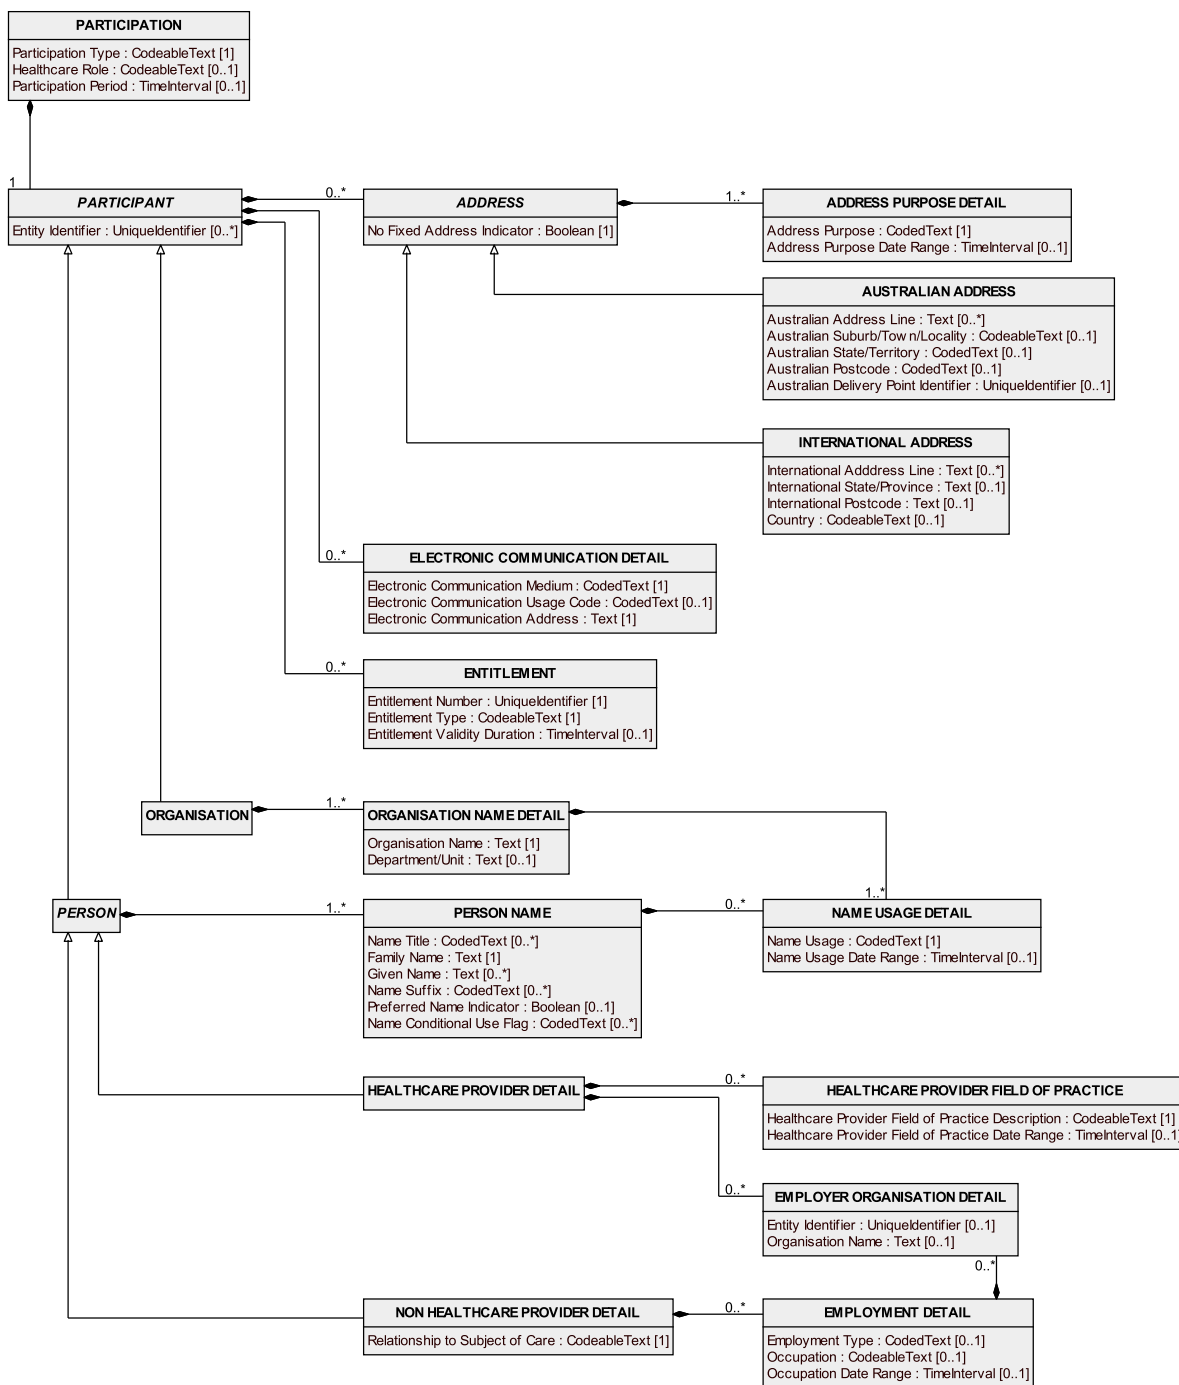 PARTICIPATION
Participation Type : CodeableText [1]
Healthcare Role : CodeableText [0..1]
Participation Period : TimeInterval [0..1]
1
PARTICIPANT
Entity Identifier : UniqueIdentifier [0..*]
0..*
ADDRESS
No Fixed Address Indicator : Boolean [1]
1..*
ADDRESS PURPOSE DETAIL
Address Purpose : CodedText [1]
Address Purpose Date Range : TimeInterval [0..1]
AUSTRALIAN ADDRESS
Australian Address Line : Text [0..*]
Australian Suburb/Town/Locality : CodeableText [0..1]
Australian State/Territory : CodedText [0..1]
Australian Postcode : CodedText [0..1]
Australian Delivery Point Identifier : UniqueIdentifier [0..1]
INTERNATIONAL ADDRESS
International Adddress Line : Text [0..*]
International State/Province : Text [0..1]
International Postcode : Text [0..1]
Country : CodeableText [0..1]
0..*
ELECTRONIC COMMUNICATION DETAIL
Electronic Communication Medium : CodedText [1]
Electronic Communication Usage Code : CodedText [0..1]
Electronic Communication Address : Text [1]
0..*
ENTITLEMENT
Entitlement Number : UniqueIdentifier [1]
Entitlement Type : CodeableText [1]
Entitlement Validity Duration : TimeInterval [0..1]
ORGANISATION
1..*
ORGANISATION NAME DETAIL
Organisation Name : Text [1]
Department/Unit : Text [0..1]
1..*
PERSON
1..*
PERSON NAME
Name Title : CodedText [0..*]
Family Name : Text [1]
Given Name : Text [0..*]
Name Suffix : CodedText [0..*]
Preferred Name Indicator : Boolean [0..1]
Name Conditional Use Flag : CodedText [0..*]
0..*
NAME USAGE DETAIL
Name Usage : CodedText [1]
Name Usage Date Range : TimeInterval [0..1]
HEALTHCARE PROVIDER DETAIL
0..*
HEALTHCARE PROVIDER FIELD OF PRACTICE
Healthcare Provider Field of Practice Description : CodeableText [1]
Healthcare Provider Field of Practice Date Range : TimeInterval [0..1]
0..*
EMPLOYER ORGANISATION DETAIL
Entity Identifier : UniqueIdentifier [0..1]
Organisation Name : Text [0..1]
0..*
NON HEALTHCARE PROVIDER DETAIL
Relationship to Subject of Care : CodeableText [1]
0..*
EMPLOYMENT DETAIL
Employment Type : CodedText [0..1]
Occupation : CodeableText [0..1]
Occupation Date Range : TimeInterval [0..1]